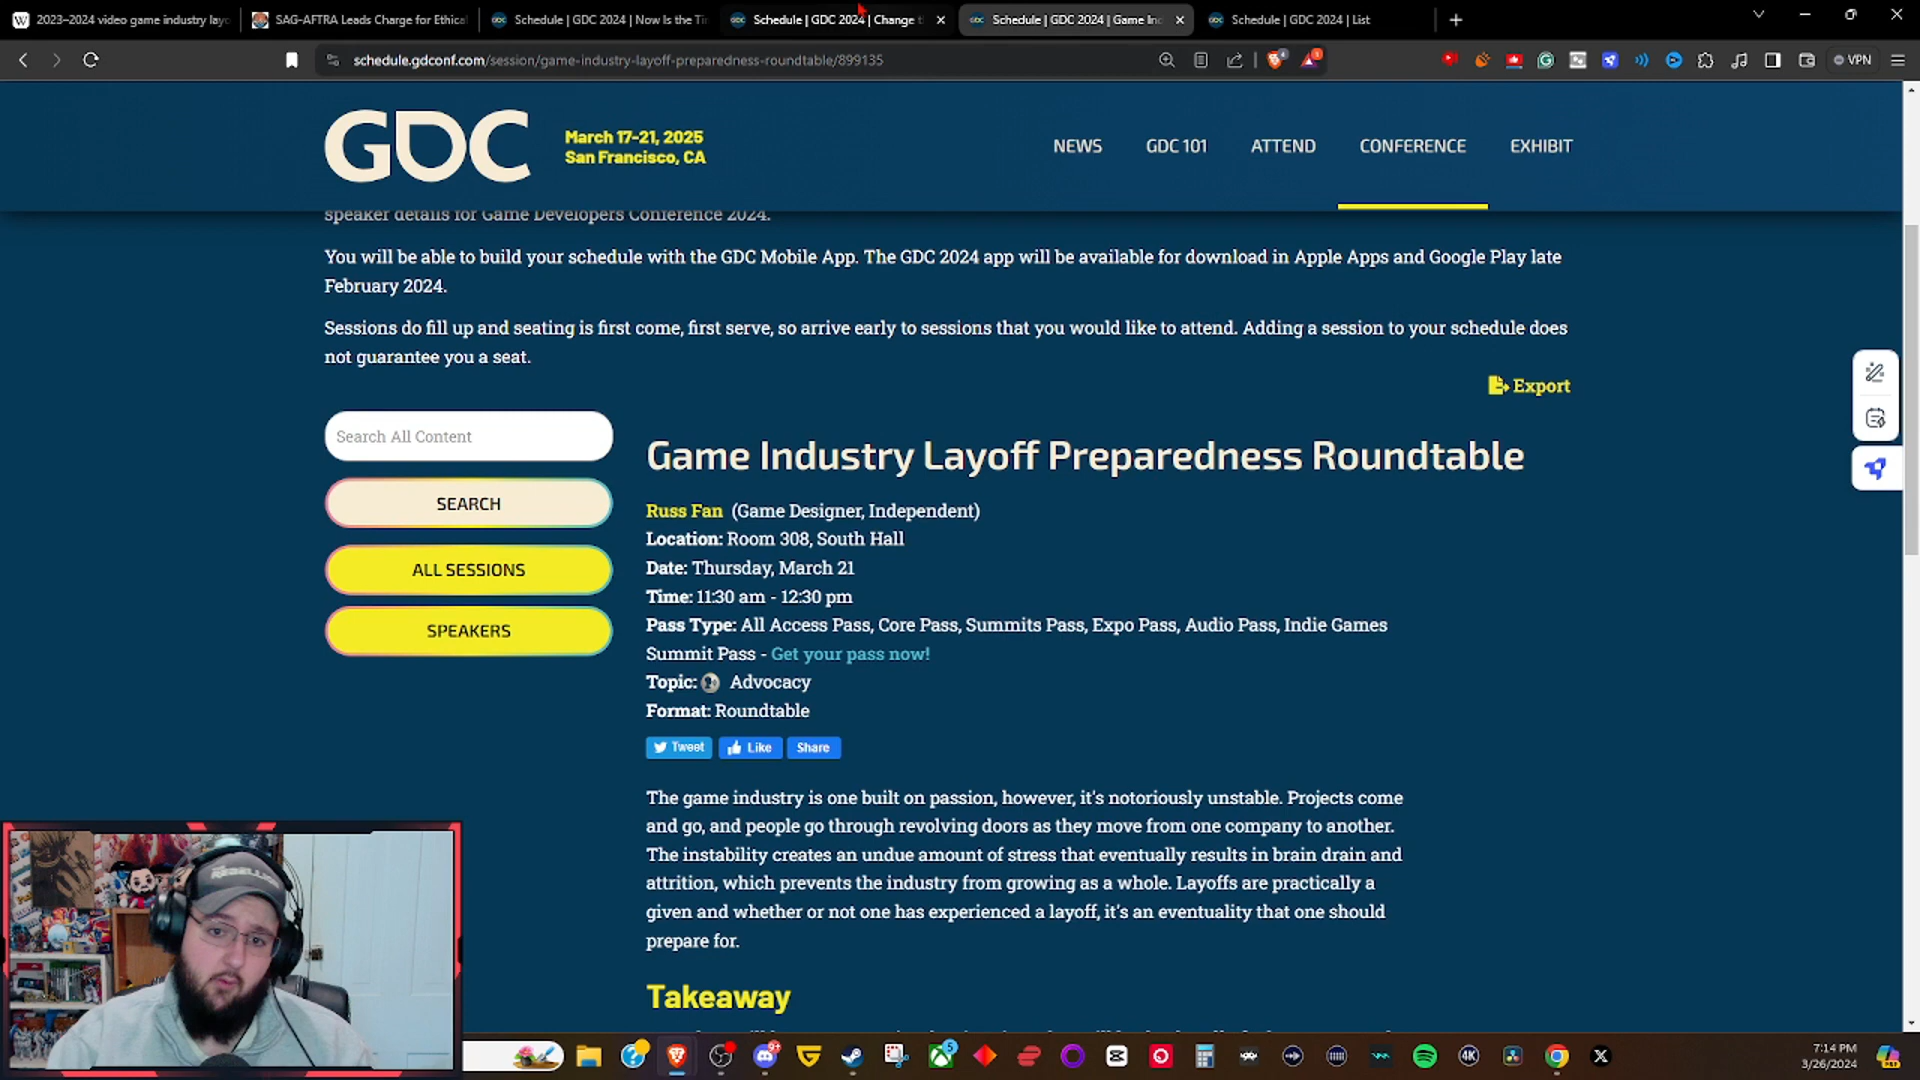 2023–2024 video game industry layo
SAG-AFTRA Leads Charge for Ethical
Schedule | GDC 2024 | Now Is the Tir
Schedule | GDC 2024 | Change t
Schedule | GDC 2024 | Game In
Schedule | GDC 2024 | List
schedule.gdconf.com/session/game-industry-layoff-preparedness-roundtable/899135
VPN
GDC
March 17-21, 2025
San Francisco, CA
NEWS
GDC 101
ATTEND
CONFERENCE
EXHIBIT
speaker details for Game Developers Conference 2024.
You will be able to build your schedule with the GDC Mobile App. The GDC 2024 app will be available for download in Apple Apps and Google Play late
February 2024.
Sessions do fill up and seating is first come, first serve, so arrive early to sessions that you would like to attend. Adding a session to your schedule does
not guarantee you a seat.
Export
Search All Content
SEARCH
ALL SESSIONS
SPEAKERS
Game Industry Layoff Preparedness Roundtable
Russ Fan (Game Designer, Independent)
Location: Room 308, South Hall
Date: Thursday, March 21
Time: 11:30 am - 12:30 pm
Pass Type: All Access Pass, Core Pass, Summits Pass, Expo Pass, Audio Pass, Indie Games
Summit Pass - Get your pass now!
Topic: Advocacy
Format: Roundtable
Tweet
Like
Share
The game industry is one built on passion, however, it's notoriously unstable. Projects come
and go, and people go through revolving doors as they move from one company to another.
The instability creates an undue amount of stress that eventually results in brain drain and
attrition, which prevents the industry from growing as a whole. Layoffs are practically a
given and whether or not one has experienced a layoff, it's an eventuality that one should
prepare for.
Takeaway
REBELLION
7:14 PM
3/26/2024